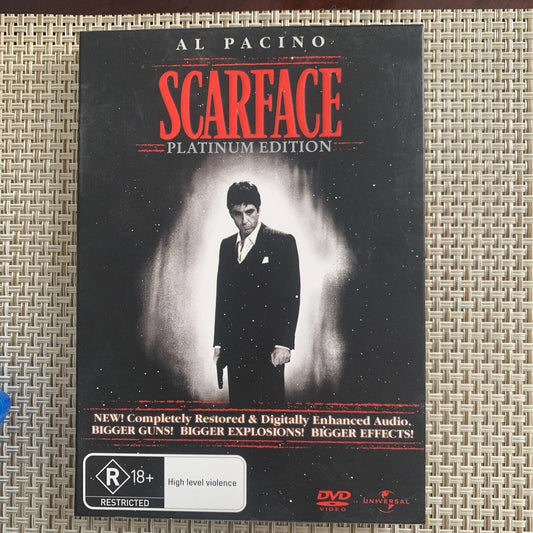 AL PACINO
SCARFACE
PLATINUM EDITION
NEW! Completely Restored & Digitally Enhanced Audio.
BIGGER GUNS! BIGGER EXPLOSIONS! BIGGER EFFECTS!
R 18+
RESTRICTED
High level violence
DVD
VIDEO
UNIVERSAL